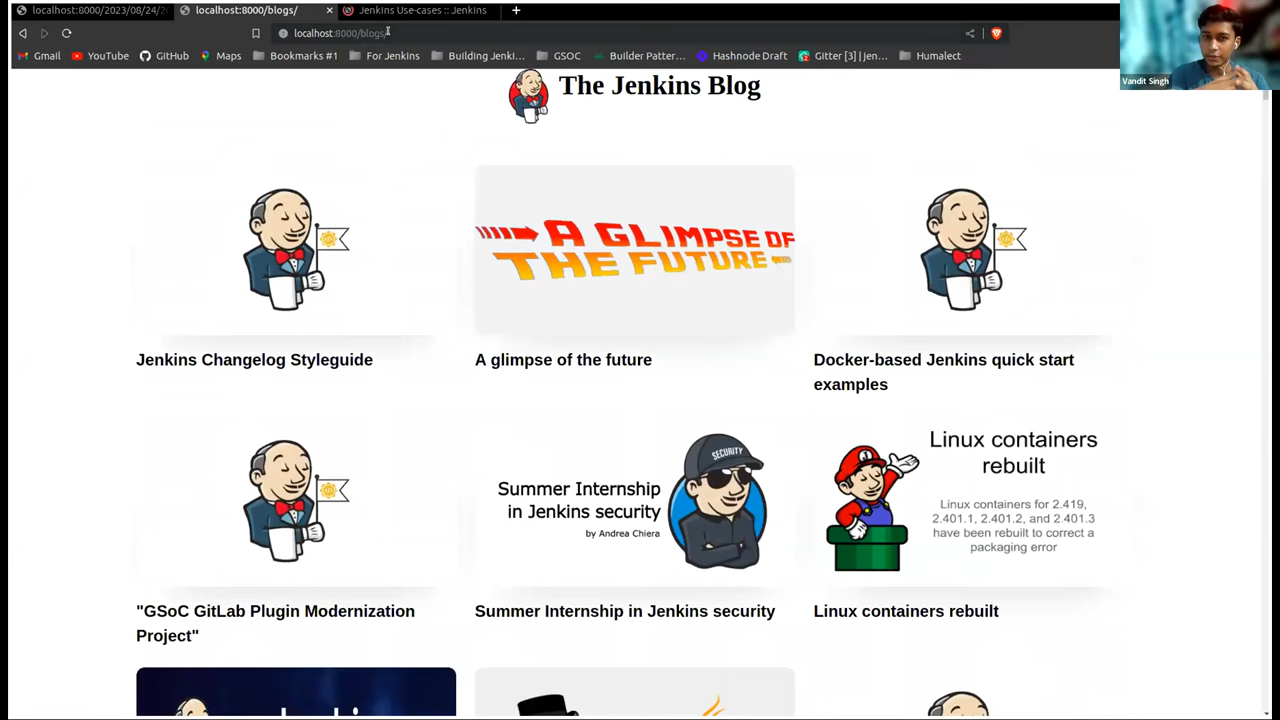 localhost:8000/2023/08/24/2
localhost:8000/blogs/
Jenkins Use-cases :: Jenkins
localhost:8000/blogs/
Gmail
YouTube
GitHub
Maps
Bookmarks #1
For Jenkins
Building Jenki...
GSOC
Builder Patter...
Hashnode Draft
Gitter [3] |Jen...
Humalect
Vandit Singh
The Jenkins Blog
A GLIMPSE OF
THE FUTURE
Jenkins Changelog Styleguide
A glimpse of the future
Docker-based Jenkins quick start
examples
Summer Internship
in Jenkins security
by Andrea Chiera
SECURITY
Linux containers
rebuilt
Linux containers for 2.419,
2.401.1, 2.401.2, and 2.401.3
have been rebuilt to correct a
packaging error
"GSoC GitLab Plugin Modernization
Project"
Summer Internship in Jenkins security
Linux containers rebuilt